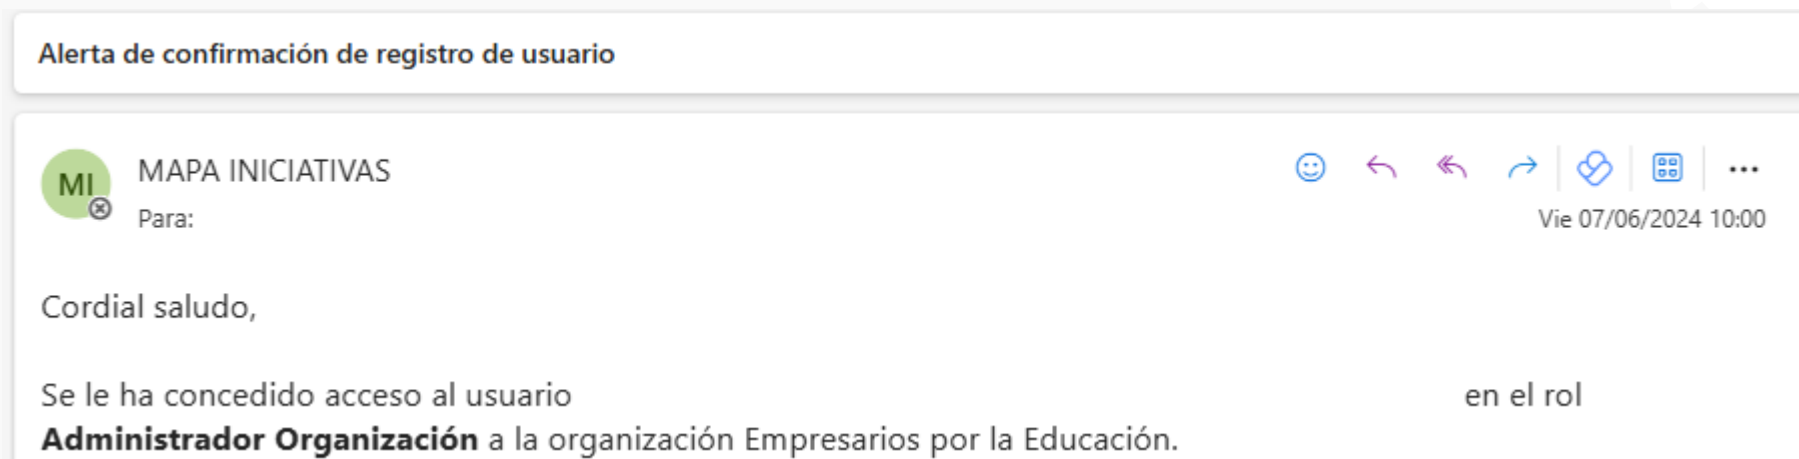 Alerta de confirmación de registro de usuario
MI
MAPA INICIATIVAS
Para:
Vie 07/06/2024 10:00
Cordial saludo,
Se le ha concedido acceso al usuario en el rol
Administrador Organización a la organización Empresarios por la Educación.